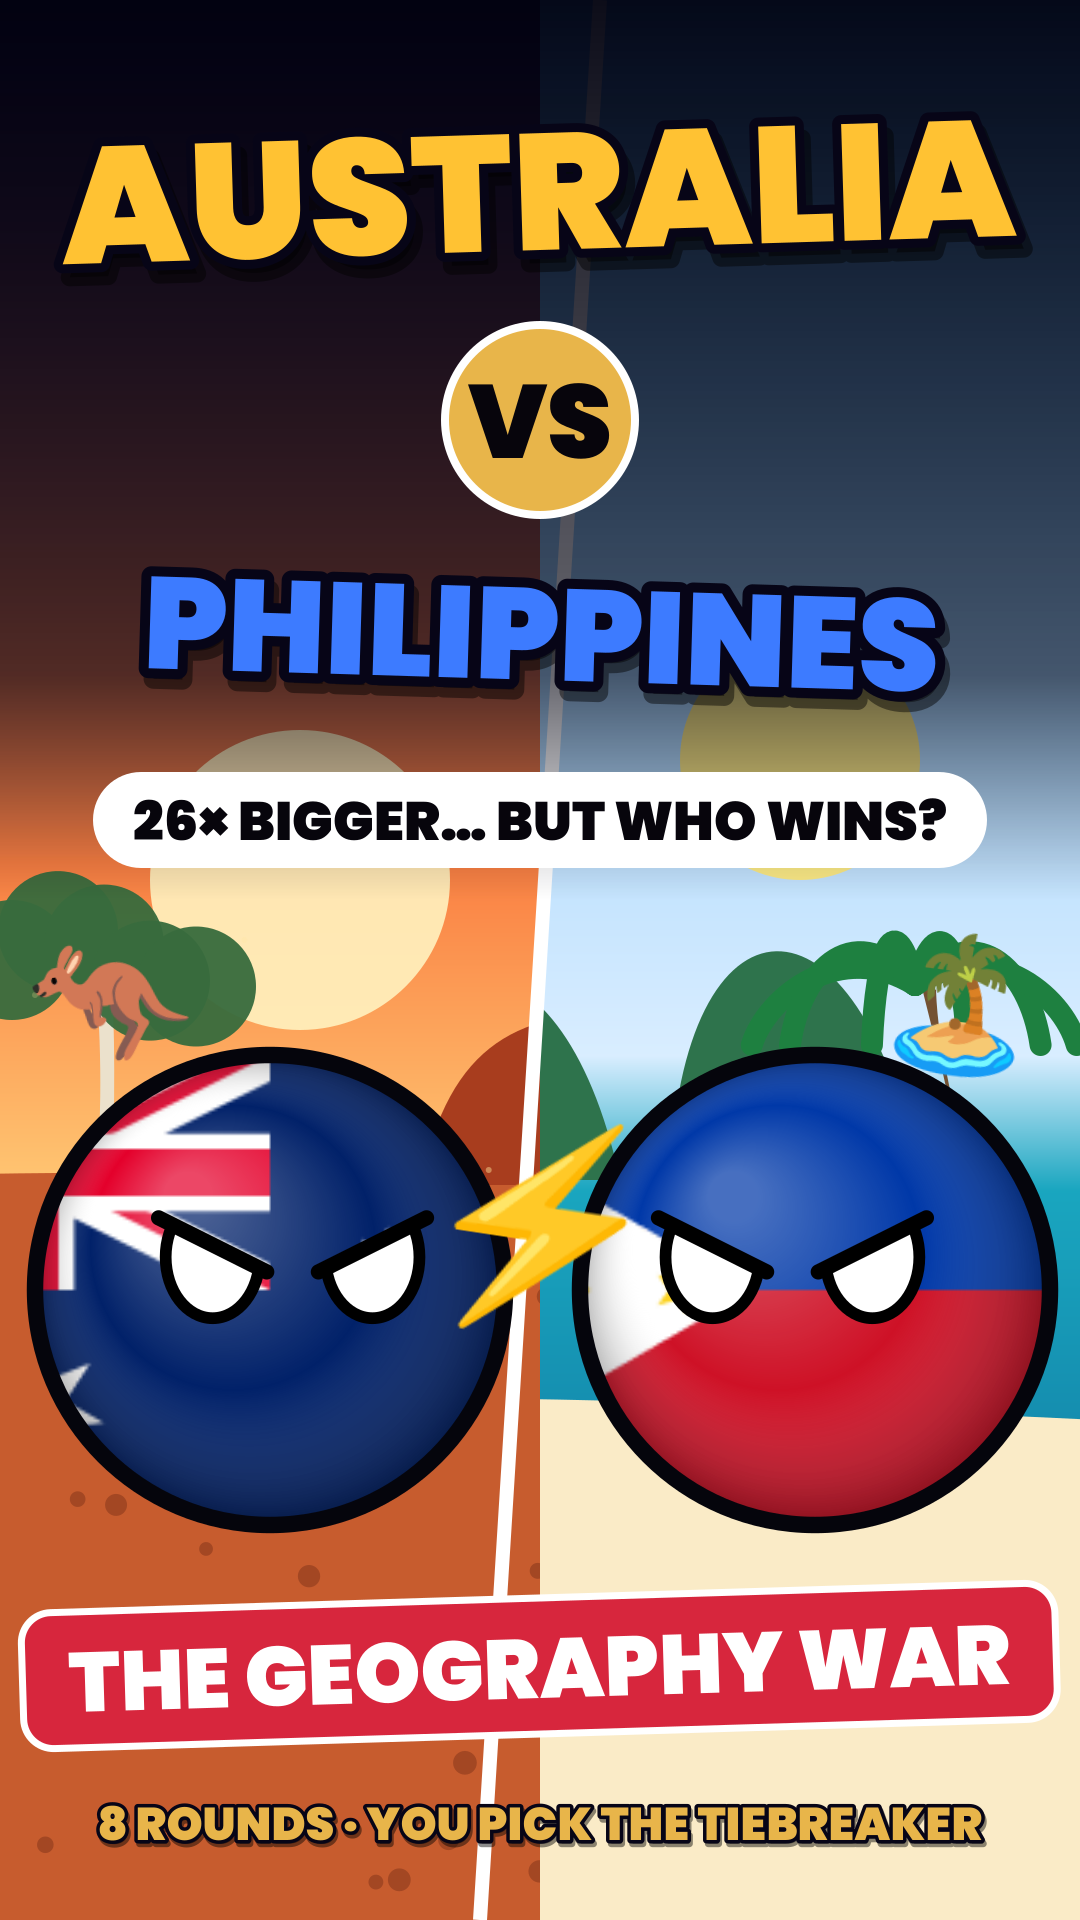 AUSTRALIA
VS
PHILIPPINES
26× BIGGER... BUT WHO WINS?
THE GEOGRAPHY WAR
8 ROUNDS • YOU PICK THE TIEBREAKER